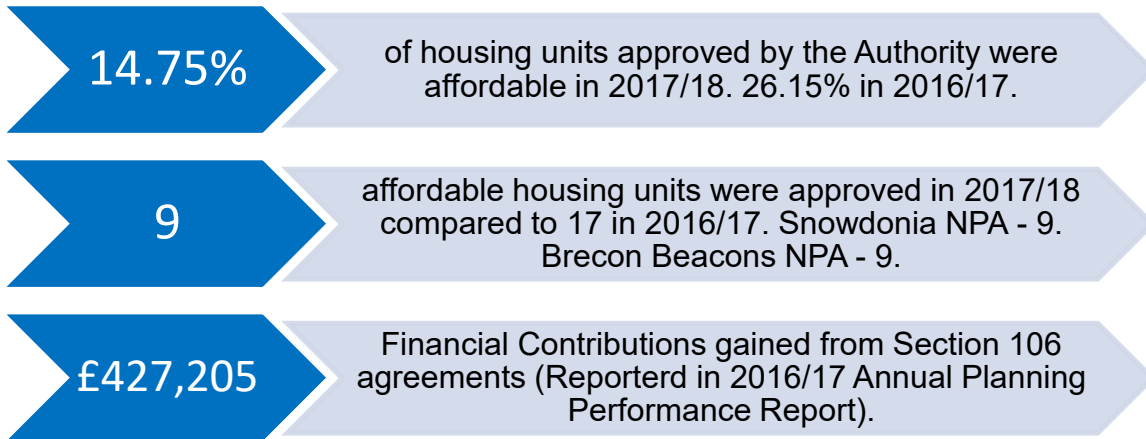 14.75%
of housing units approved by the Authority were
affordable in 2017/18. 26.15% in 2016/17.
9
affordable housing units were approved in 2017/18
compared to 17 in 2016/17. Snowdonia NPA - 9.
Brecon Beacons NPA - 9.
£427,205
Financial Contributions gained from Section 106
agreements (Reporterd in 2016/17 Annual Planning
Performance Report).